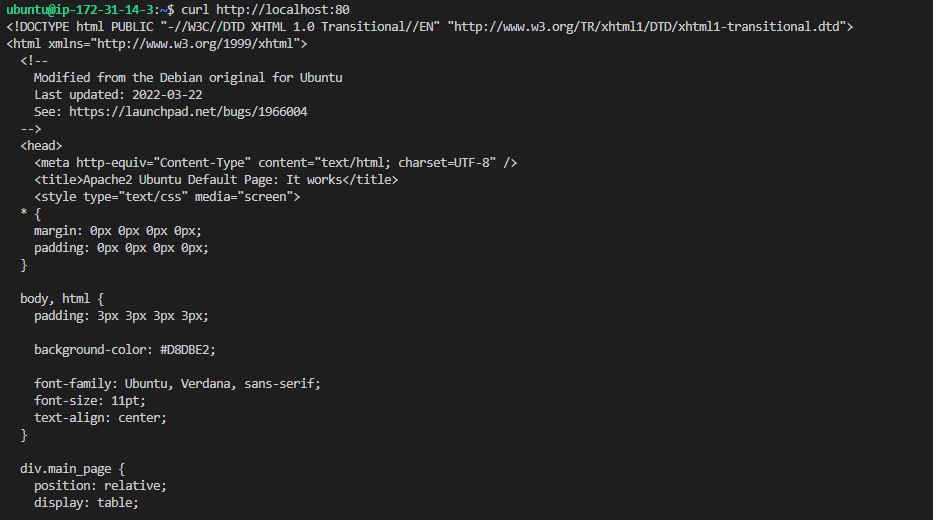 ubuntu@ip-172-31-14-3:~$ curl http://localhost:80
<!DOCTYPE html PUBLIC "-//W3C//DTD XHTML 1.0 Transitional//EN" "http://www.w3.org/TR/xhtml1/DTD/xhtml1-transitional.dtd">
<html xmlns="http://www.w3.org/1999/xhtml">
  <!--
    Modified from the Debian original for Ubuntu
    Last updated: 2022-03-22
    See: https://launchpad.net/bugs/1966004
  -->
  <head>
    <meta http-equiv="Content-Type" content="text/html; charset=UTF-8" />
    <title>Apache2 Ubuntu Default Page: It works</title>
    <style type="text/css" media="screen">
  * {
    margin: 0px 0px 0px 0px;
    padding: 0px 0px 0px 0px;
  }

  body, html {
    padding: 3px 3px 3px 3px;

    background-color: #D8DBE2;

    font-family: Ubuntu, Verdana, sans-serif;
    font-size: 11pt;
    text-align: center;
  }

  div.main_page {
    position: relative;
    display: table;